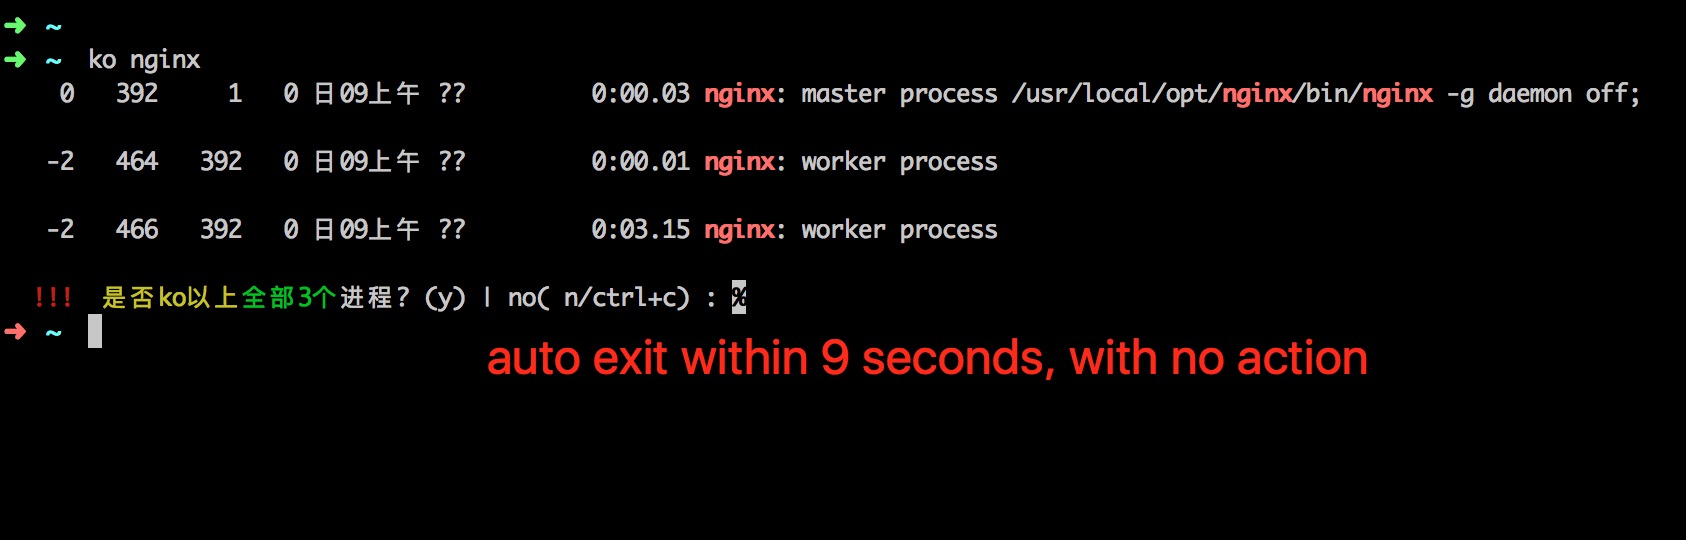 ➜ ~
➜ ~ ko nginx
0 392 1 0 日09上午 ?? 0:00.03 nginx: master process /usr/local/opt/nginx/bin/nginx -g daemon off;
-2 464 392 0 日09上午 ?? 0:00.01 nginx: worker process
-2 466 392 0 日09上午 ?? 0:03.15 nginx: worker process
!!! 是否ko以上全部3个进程? (y) | no( n/ctrl+c) : %
➜ ~
auto exit within 9 seconds, with no action